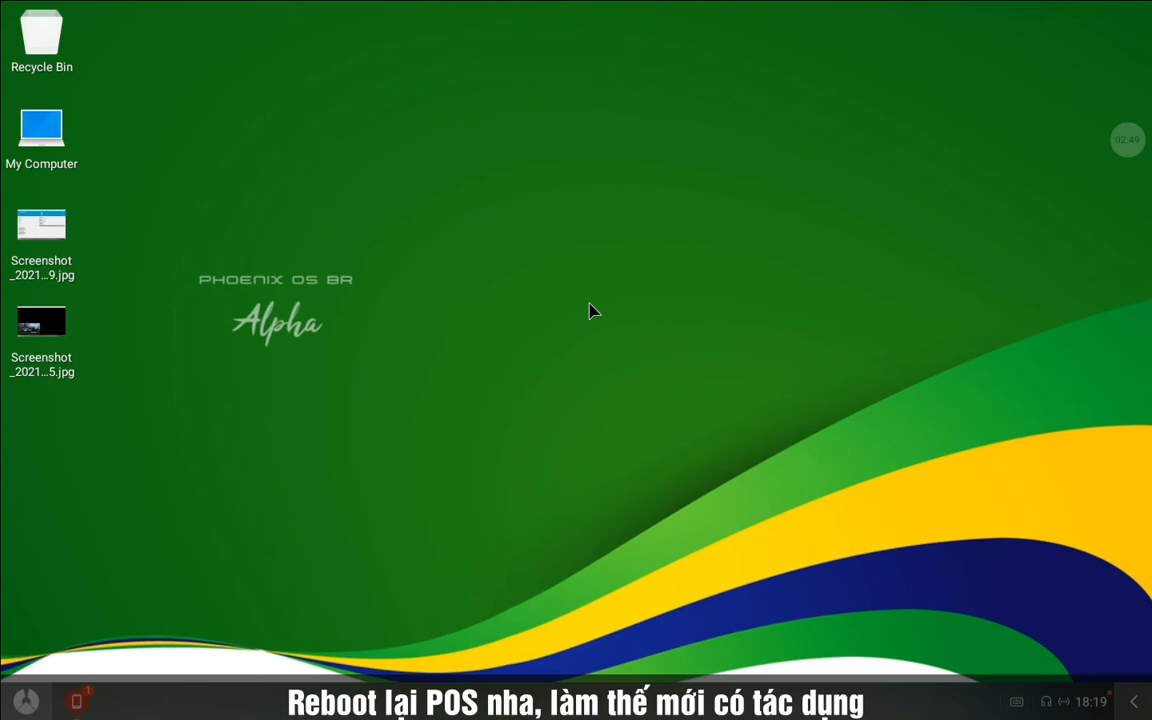 Recycle Bin
My Computer
Screenshot
_2021...9.jpg
Screenshot
_2021...5.jpg
PHOENIX OS BR
Alpha
02:49
1
18:19
Reboot lại POS nha, làm thế mới có tác dụng